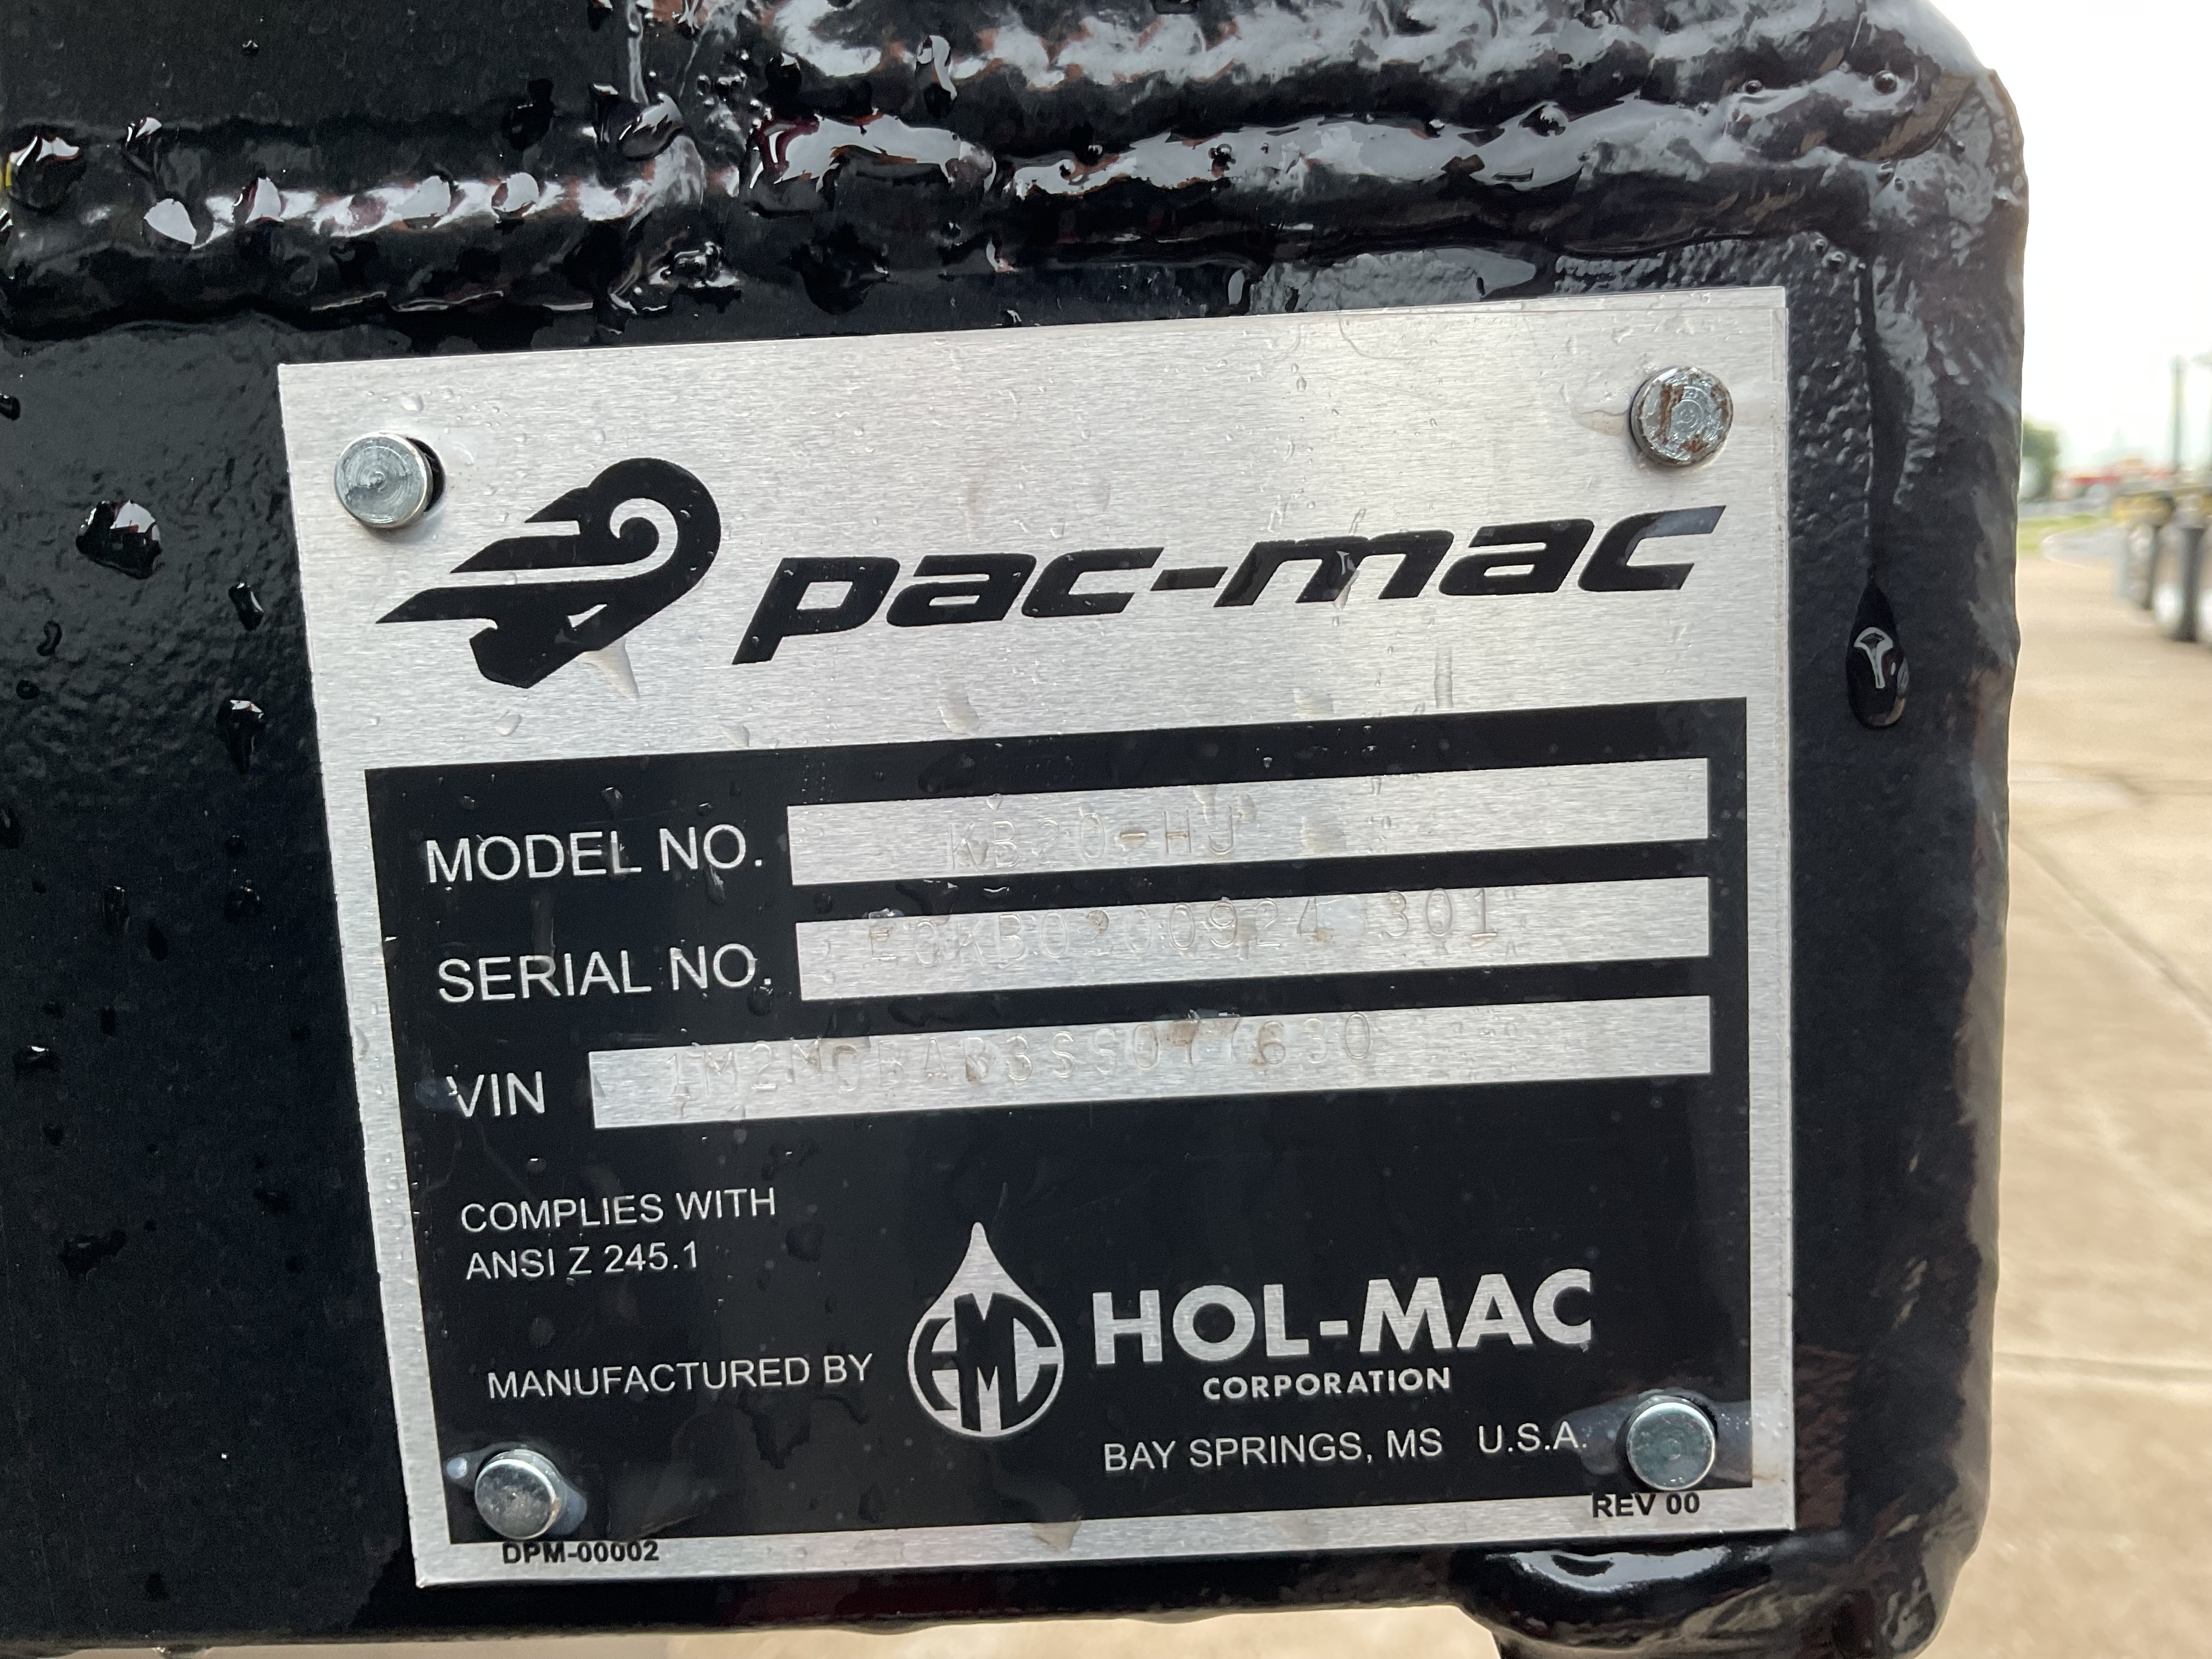 pac-mac
MODEL NO. KB20-HJ
SERIAL NO.
VIN
COMPLIES WITH
ANSI Z 245.1
MANUFACTURED BY
HMC
HOL-MAC
CORPORATION
BAY SPRINGS, MS U.S.A.
REV 00
DPM-00002